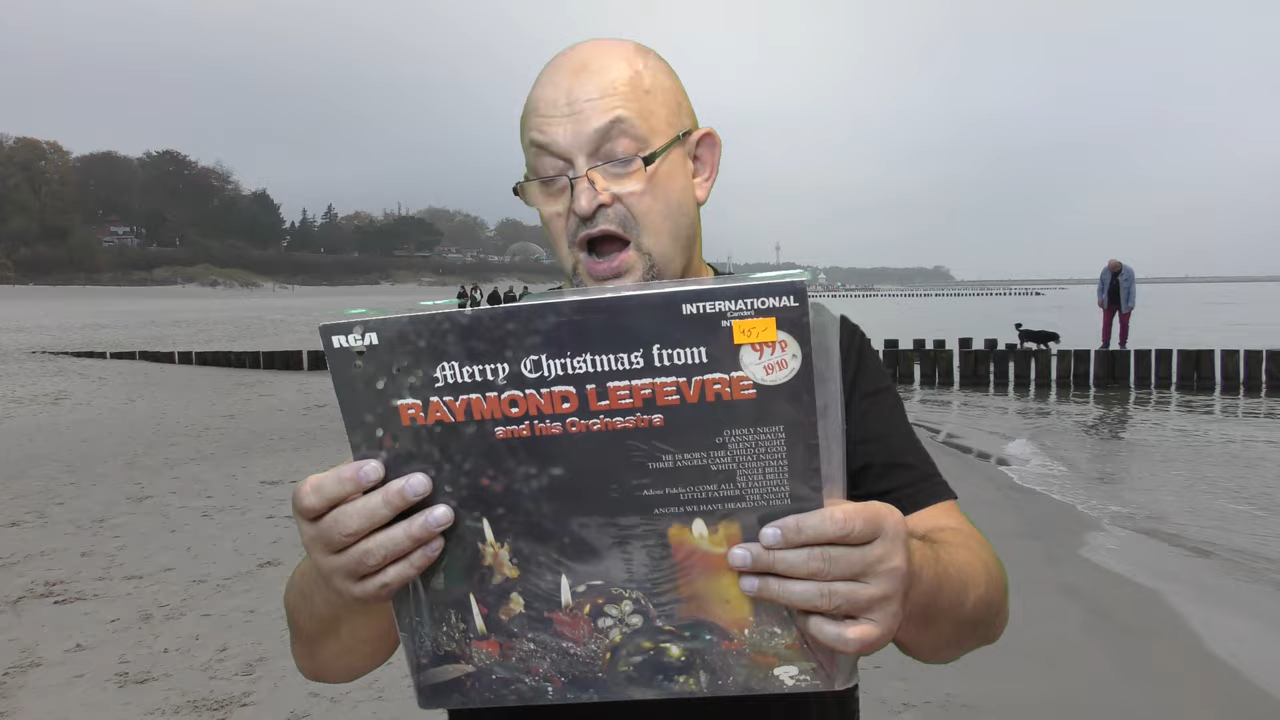 RCA
INTERNATIONAL
(Camden)
45,-
99p
19/10
Merry Christmas from
RAYMOND LEFEVRE
and his Orchestra
O HOLY NIGHT
O TANNENBAUM
SILENT NIGHT
HE IS BORN THE CHILD OF GOD
THREE ANGELS CAME THAT NIGHT
WHITE CHRISTMAS
JINGLE BELLS
SILVER BELLS
Adeste Fidelis O COME ALL YE FAITHFUL
LITTLE FATHER CHRISTMAS
THE NIGHT
ANGELS WE HAVE HEARD ON HIGH